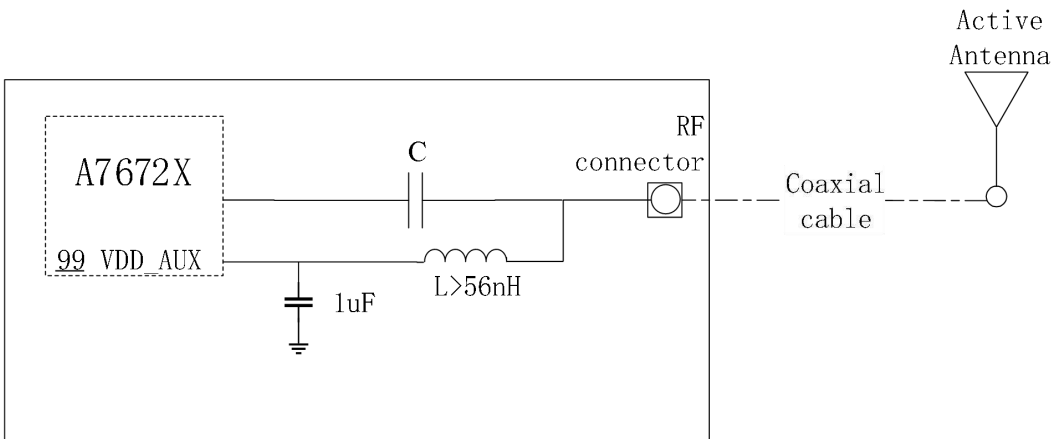 Active
Antenna
RF
connector
C
A7672X
Coaxial
cable
99 VDD_AUX
L>56nH
1uF